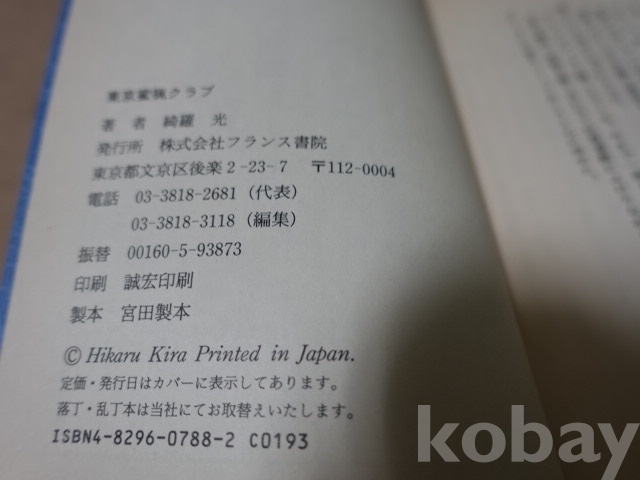 東京蜜猟クラブ
著者 綺羅 光
発行所 株式会社フランス書院
東京都文京区後楽2-23-7 〒112-0004
電話 03-3818-2681(代表)
03-3818-3118(編集)
振替 00160-5-93873
印刷 誠宏印刷
製本 宮田製本
© Hikaru Kira Printed in Japan.
定価・発行日はカバーに表示してあります。
落丁・乱丁本は当社にてお取替えいたします。
ISBN4-8296-0788-2 C0193
kobay